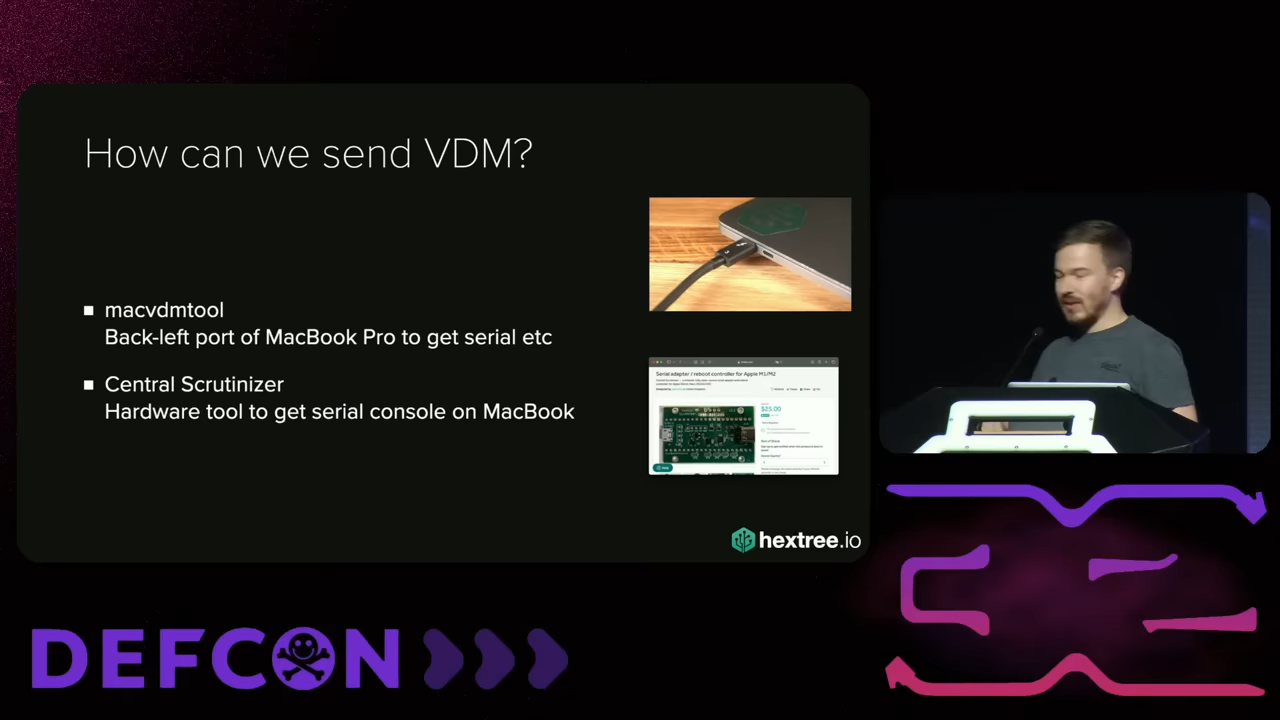 How can we send VDM?
macvdmtool
Back-left port of MacBook Pro to get serial etc
Central Scrutinizer
Hardware tool to get serial console on MacBook
Serial adapter / reboot controller for Apple M1/M2
$25.00
hextree.io
DEFCON